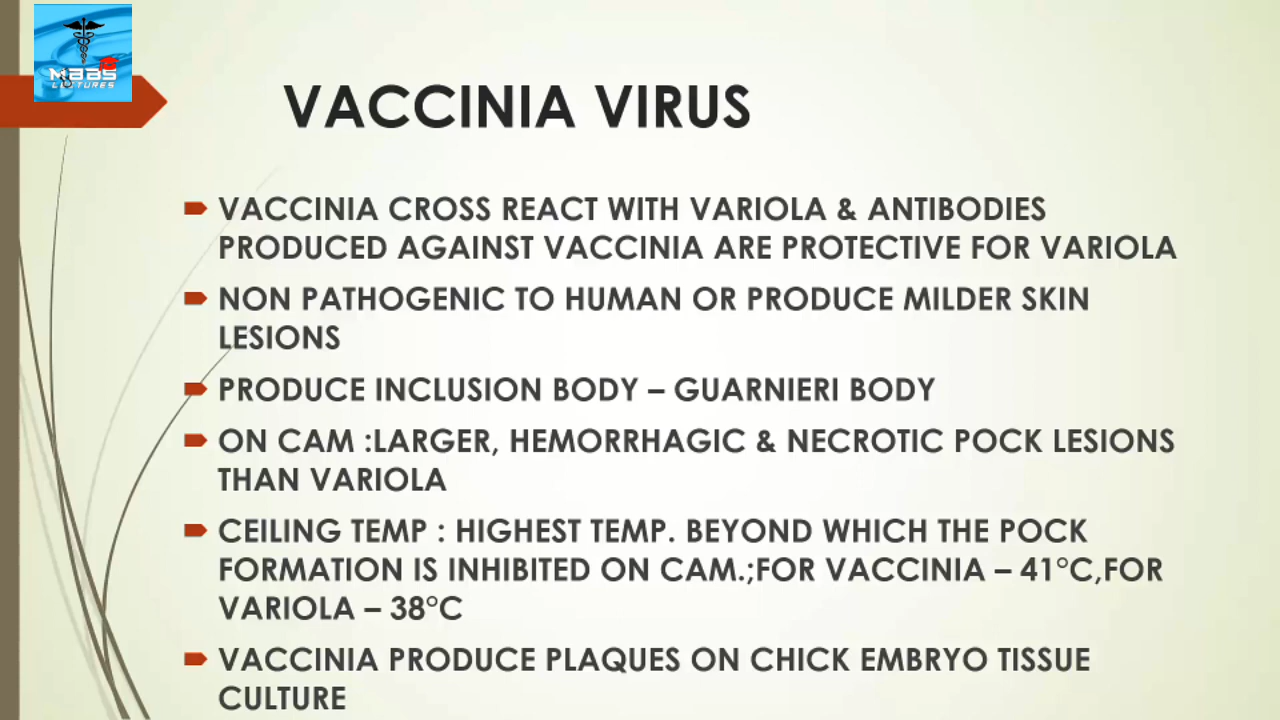 MBBS
LECTURES
VACCINIA VIRUS
VACCINIA CROSS REACT WITH VARIOLA & ANTIBODIES
PRODUCED AGAINST VACCINIA ARE PROTECTIVE FOR VARIOLA
NON PATHOGENIC TO HUMAN OR PRODUCE MILDER SKIN
LESIONS
PRODUCE INCLUSION BODY – GUARNIERI BODY
ON CAM :LARGER, HEMORRHAGIC & NECROTIC POCK LESIONS
THAN VARIOLA
CEILING TEMP : HIGHEST TEMP. BEYOND WHICH THE POCK
FORMATION IS INHIBITED ON CAM.;FOR VACCINIA – 41°C,FOR
VARIOLA – 38°C
VACCINIA PRODUCE PLAQUES ON CHICK EMBRYO TISSUE
CULTURE